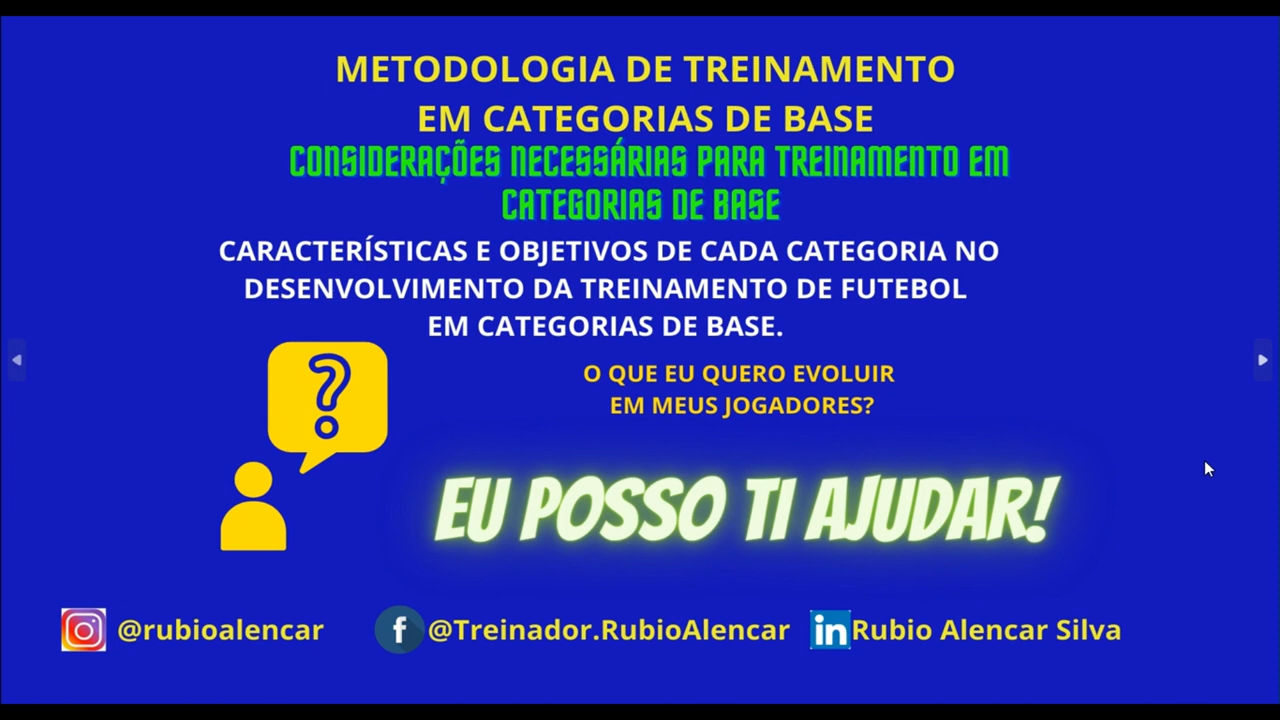 METODOLOGIA DE TREINAMENTO
EM CATEGORIAS DE BASE
CONSIDERAÇÕES NECESSÁRIAS PARA TREINAMENTO EM
CATEGORIAS DE BASE
CARACTERÍSTICAS E OBJETIVOS DE CADA CATEGORIA NO
DESENVOLVIMENTO DA TREINAMENTO DE FUTEBOL
EM CATEGORIAS DE BASE.
?
O QUE EU QUERO EVOLUIR
EM MEUS JOGADORES?
EU POSSO TI AJUDAR!
@rubioalencar f @Treinador.RubioAlencar in Rubio Alencar Silva